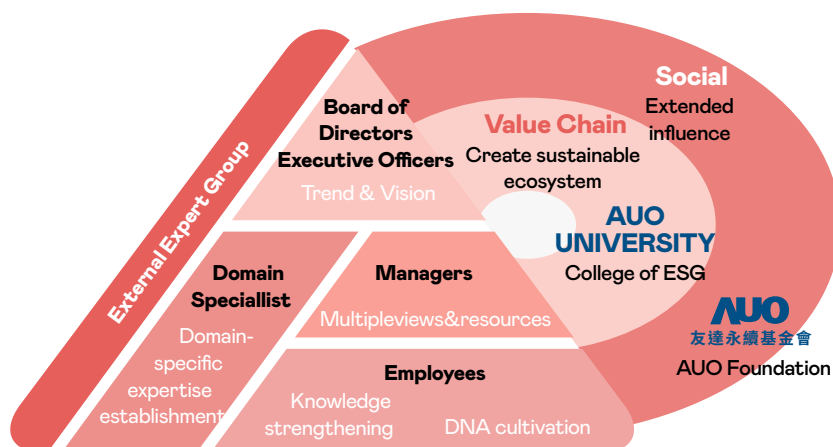 External Expert Group
Board of
Directors
Executive Officers
Trend & Vision
Domain
Speciallist
Domain-
specific
expertise
establishment
Managers
Multipleviews&resources
Employees
Knowledge
strengthening
DNA cultivation
Value Chain
Create sustainable
ecosystem
AUO
UNIVERSITY
College of ESG
Social
Extended
influence
AUO
友達永續基金會
AUO Foundation